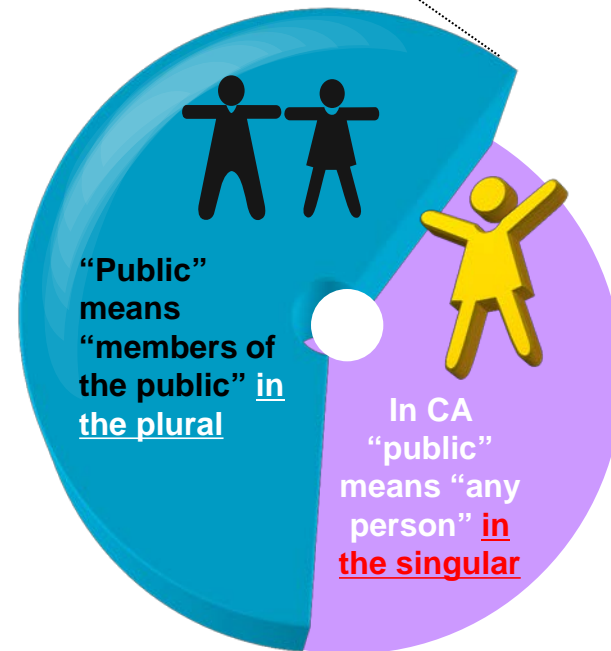 “Public”
means
“members of
the public” in
the plural
In CA
“public”
means “any
person” in
the singular